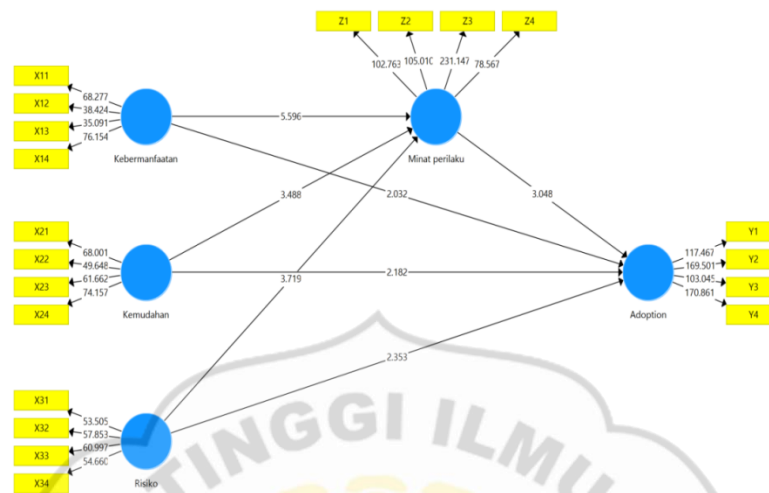 Z1 Z2 Z3 Z4
102.763 105.010 231.147 78.567
X11
X12
X13
X14
68.277
38.424
35.091
76.154
Kebermanfaatan
5.596
Minat perilaku
3.488
2.032
3.048
X21
X22
X23
X24
68.001
49.648
61.662
74.157
Kemudahan
3.719
2.182
Adoption
117.467
169.501
103.045
170.861
Y1
Y2
Y3
Y4
2.353
X31
X32
X33
X34
53.505
57.853
60.997
54.660
Risiko
TINGGI ILMU